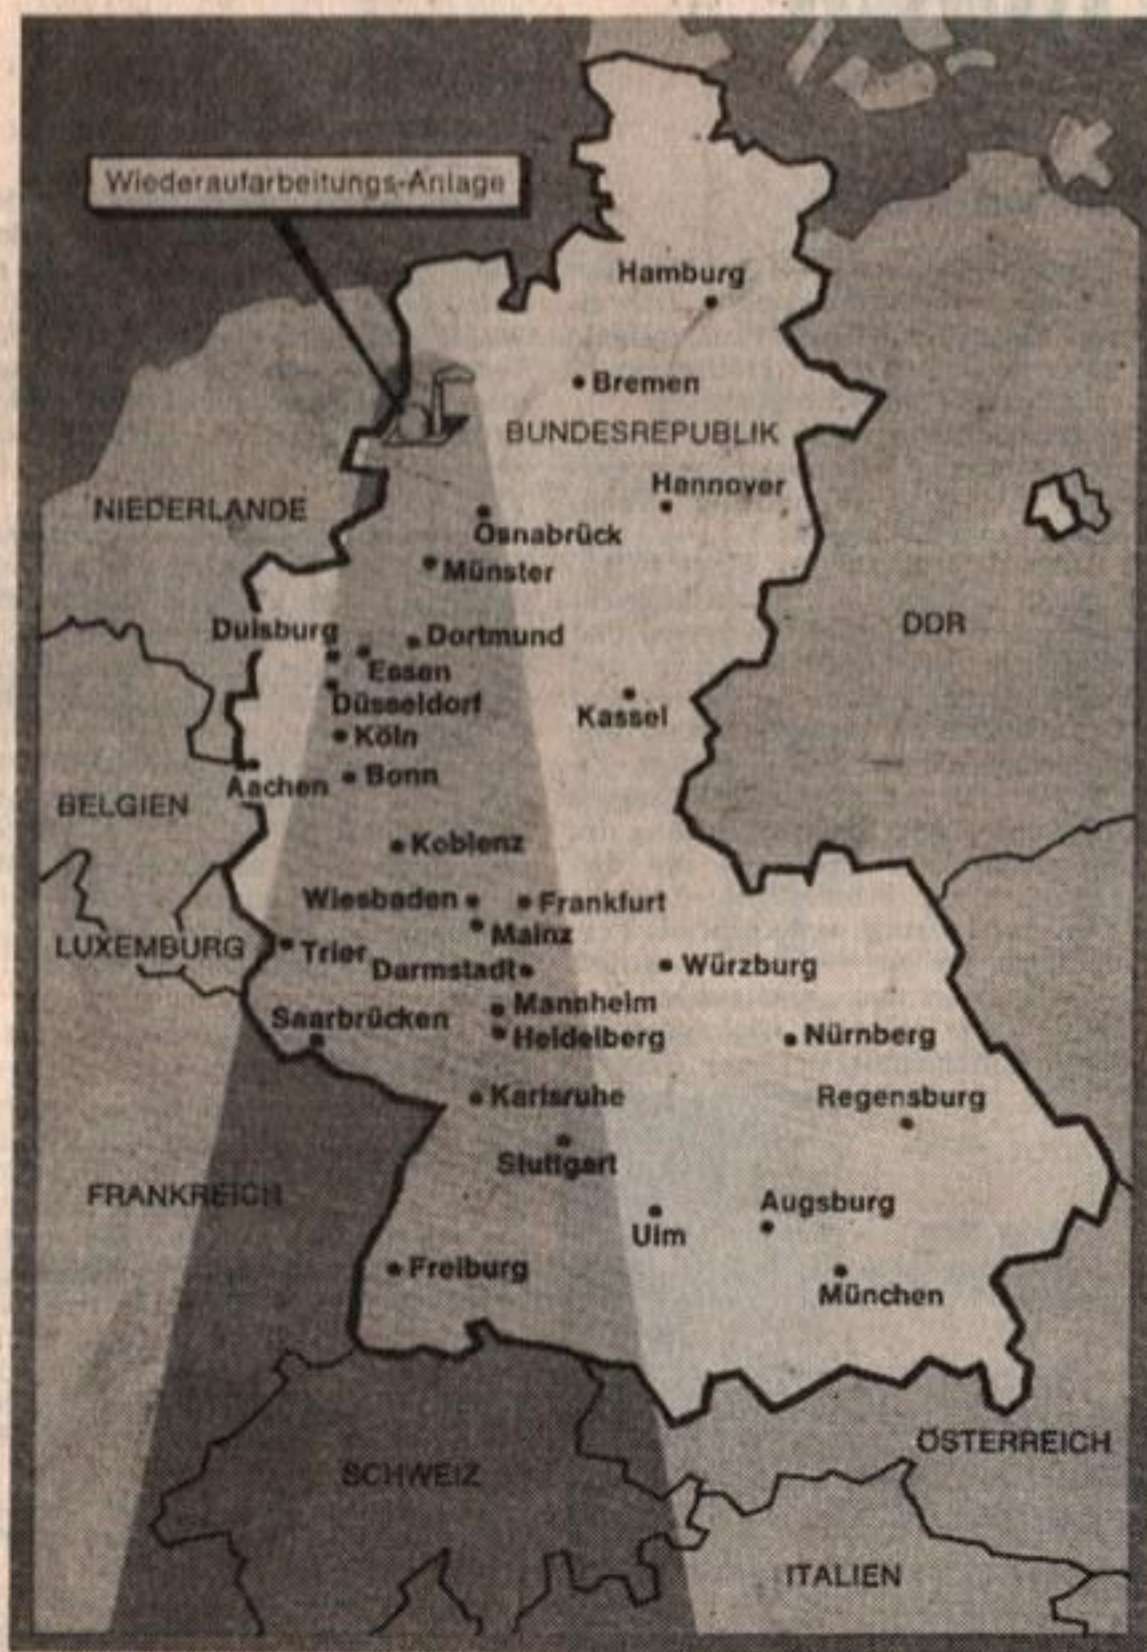 Wiederaufarbeitungs-Anlage
Hamburg
Bremen
BUNDESREPUBLIK
Hannover
NIEDERLANDE
Osnabrück
Münster
DDR
Duisburg
Dortmund
Essen
Düsseldorf
Kassel
Köln
Bonn
Aachen
BELGIEN
Koblenz
Wiesbaden
Frankfurt
Mainz
LUXEMBURG
Trier
Darmstadt
Würzburg
Mannheim
Saarbrücken
Heidelberg
Nürnberg
Karlsruhe
Regensburg
Stuttgart
FRANKREICH
Augsburg
Ulm
Freiburg
München
ÖSTERREICH
SCHWEIZ
ITALIEN